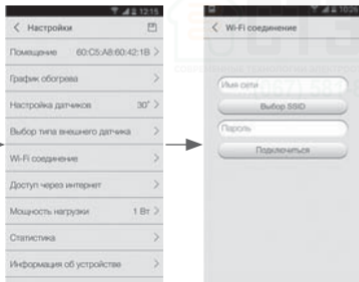 13:15
Настройки
Помещение 60:C5:A8:60:42:1B
График обогрева
Настройка датчиков 30°
Выбор типа внешнего датчика
Wi-Fi соединение
Доступ через интернет
Мощность нагрузки 1 Вт
Статистика
Информация об устройстве
Wi-Fi соединение
Имя сети
Выбор SSID
Пароль
Подключиться